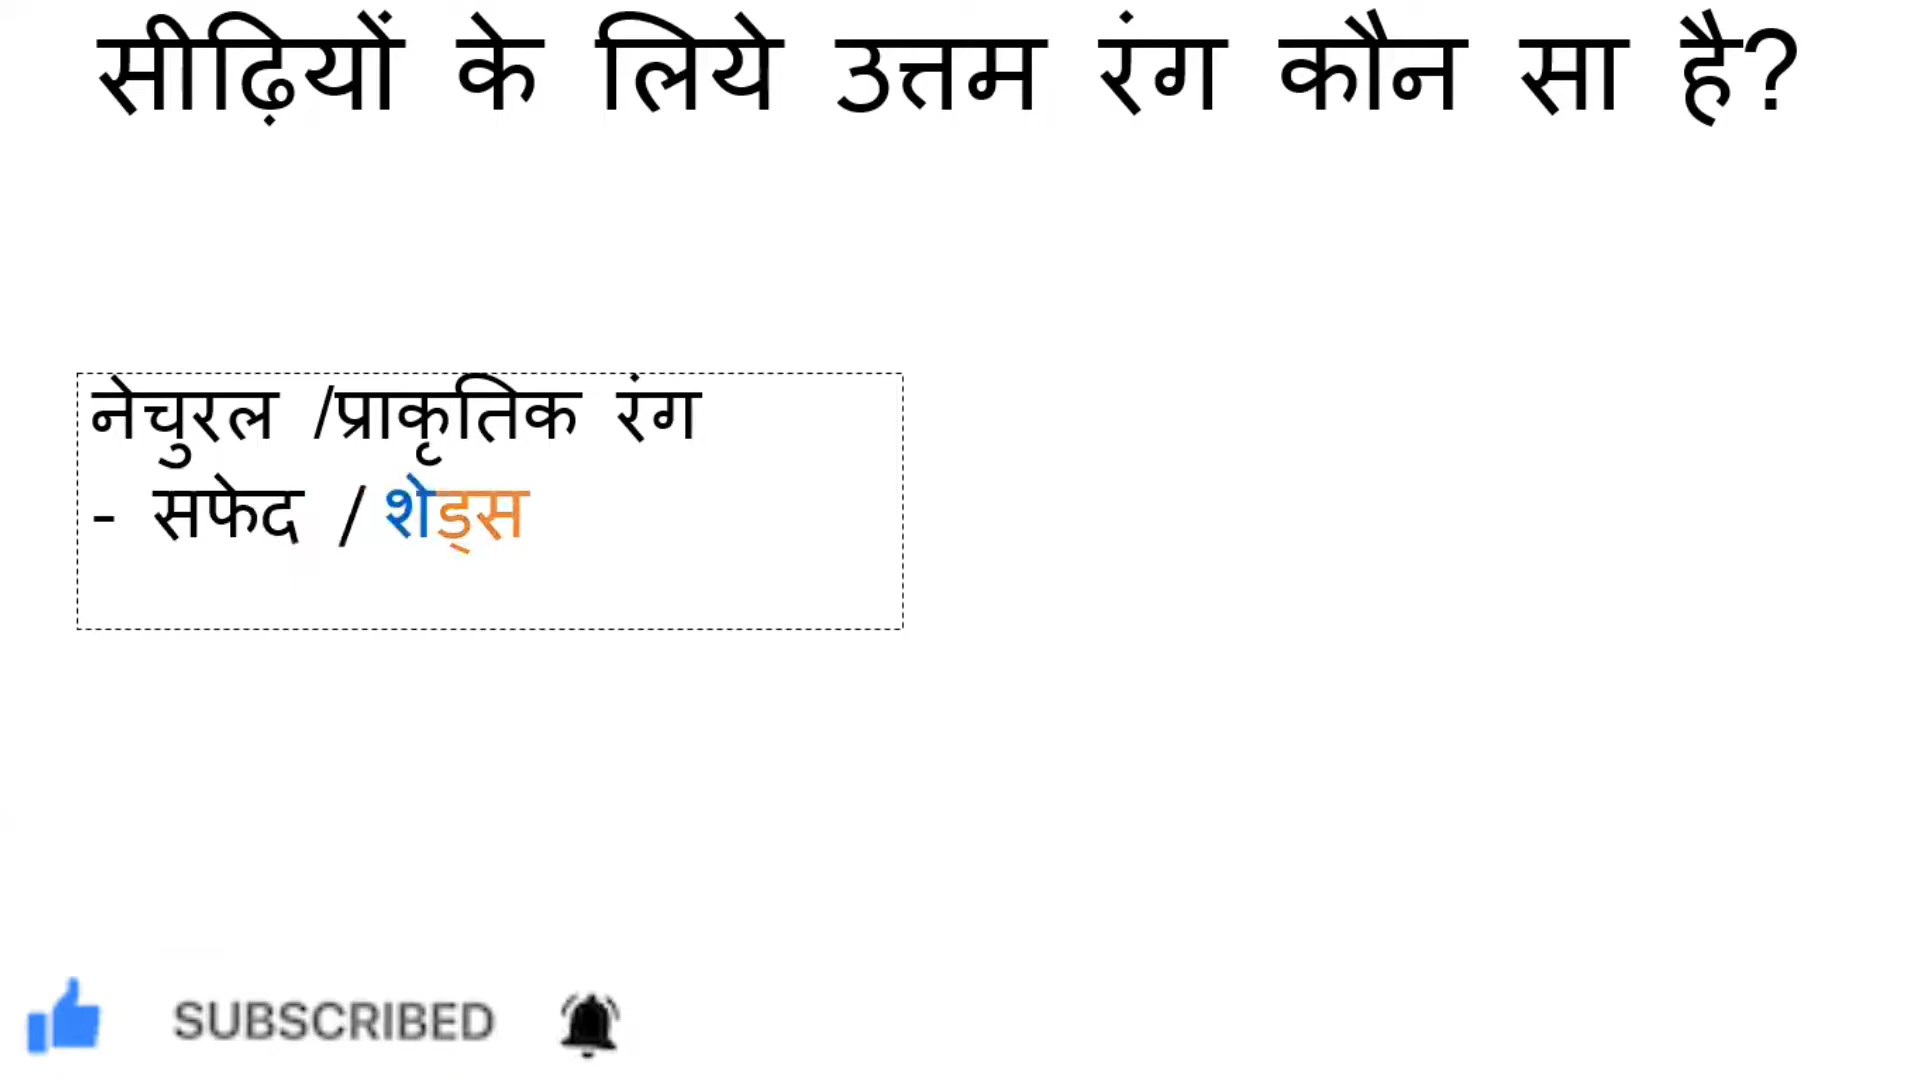 सीढ़ियों के लिये उत्तम रंग कौन सा है?
नेचुरल /प्राकृतिक रंग
- सफेद / शेड्स
SUBSCRIBED